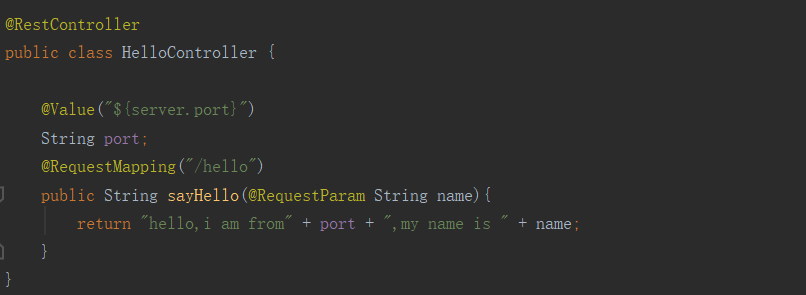 @RestController
public class HelloController {
@Value("${server.port}")
String port;
@RequestMapping("/hello")
public String sayHello(@RequestParam String name){
return "hello,i am from" + port + ",my name is " + name;
}
}